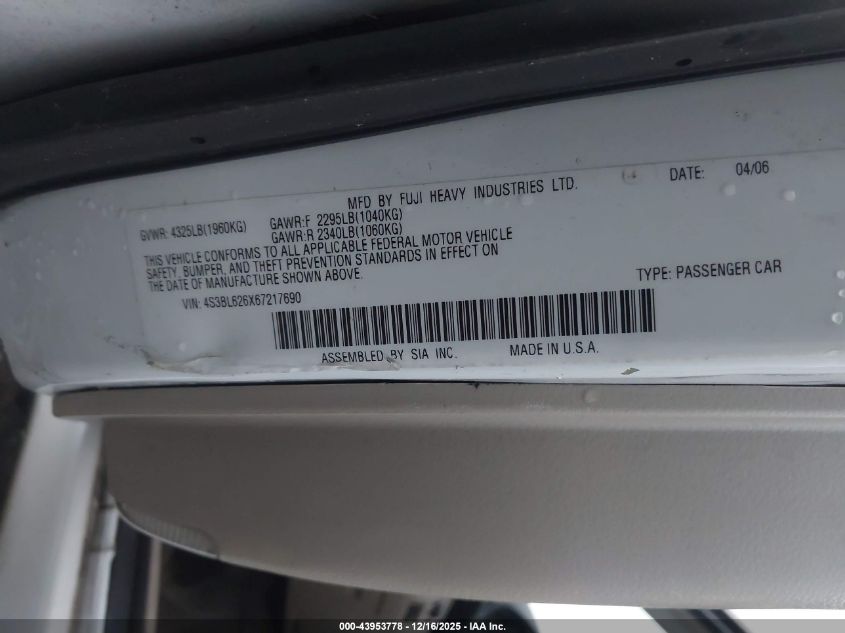 MFD BY FUJI HEAVY INDUSTRIES LTD. DATE: 04/06
GVWR: 4325LB(1960KG) GAWR:F 2295LB(1040KG)
GAWR:R 2340LB(1060KG)
THIS VEHICLE CONFORMS TO ALL APPLICABLE FEDERAL MOTOR VEHICLE
SAFETY, BUMPER, AND THEFT PREVENTION STANDARDS IN EFFECT ON
THE DATE OF MANUFACTURE SHOWN ABOVE.
VIN: 4S3BL626X67217690 TYPE: PASSENGER CAR
ASSEMBLED BY SIA INC. MADE IN U.S.A.
000-43953778 - 12/16/2025 - IAA Inc.